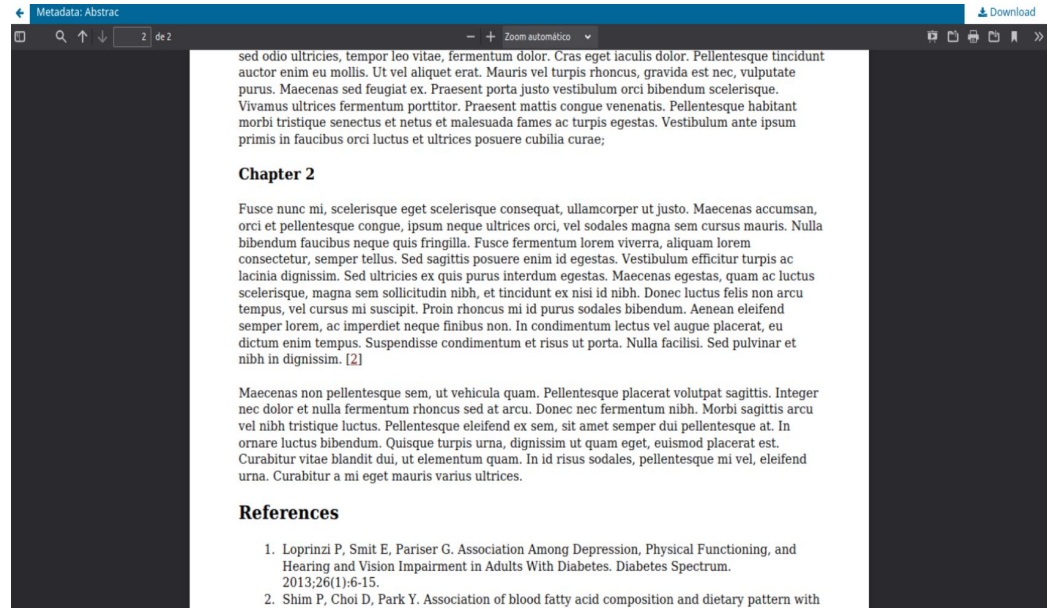 Metadata: Abstrac
Download
2 de 2
Zoom automático
sed odio ultricies, tempor leo vitae, fermentum dolor. Cras eget iaculis dolor. Pellentesque tincidunt
auctor enim eu mollis. Ut vel aliquet erat. Mauris vel turpis rhoncus, gravida est nec, vulputate
purus. Maecenas sed feugiat ex. Praesent porta justo vestibulum orci bibendum scelerisque.
Vivamus ultrices fermentum porttitor. Praesent mattis congue venenatis. Pellentesque habitant
morbi tristique senectus et netus et malesuada fames ac turpis egestas. Vestibulum ante ipsum
primis in faucibus orci luctus et ultrices posuere cubilia curae;
Chapter 2
Fusce nunc mi, scelerisque eget scelerisque consequat, ullamcorper ut justo. Maecenas accumsan,
orci et pellentesque congue, ipsum neque ultrices orci, vel sodales magna sem cursus mauris. Nulla
bibendum faucibus neque quis fringilla. Fusce fermentum lorem viverra, aliquam lorem
consectetur, semper tellus. Sed sagittis posuere enim id egestas. Vestibulum efficitur turpis ac
lacinia dignissim. Sed ultricies ex quis purus interdum egestas. Maecenas egestas, quam ac luctus
scelerisque, magna sem sollicitudin nibh, et tincidunt ex nisi id nibh. Donec luctus felis non arcu
tempus, vel cursus mi suscipit. Proin rhoncus mi id purus sodales bibendum. Aenean eleifend
semper lorem, ac imperdiet neque finibus non. In condimentum lectus vel augue placerat, eu
dictum enim tempus. Suspendisse condimentum et risus ut porta. Nulla facilisi. Sed pulvinar et
nibh in dignissim. [2]
Maecenas non pellentesque sem, ut vehicula quam. Pellentesque placerat volutpat sagittis. Integer
nec dolor et nulla fermentum rhoncus sed at arcu. Donec nec fermentum nibh. Morbi sagittis arcu
vel nibh tristique luctus. Pellentesque eleifend ex sem, sit amet semper dui pellentesque at. In
ornare luctus bibendum. Quisque turpis urna, dignissim ut quam eget, euismod placerat est.
Curabitur vitae blandit dui, ut elementum quam. In id risus sodales, pellentesque mi vel, eleifend
urna. Curabitur a mi eget mauris varius ultrices.
References
1. Loprinzi P, Smit E, Pariser G. Association Among Depression, Physical Functioning, and
Hearing and Vision Impairment in Adults With Diabetes. Diabetes Spectrum.
2013;26(1):6-15.
2. Shim P, Choi D, Park Y. Association of blood fatty acid composition and dietary pattern with